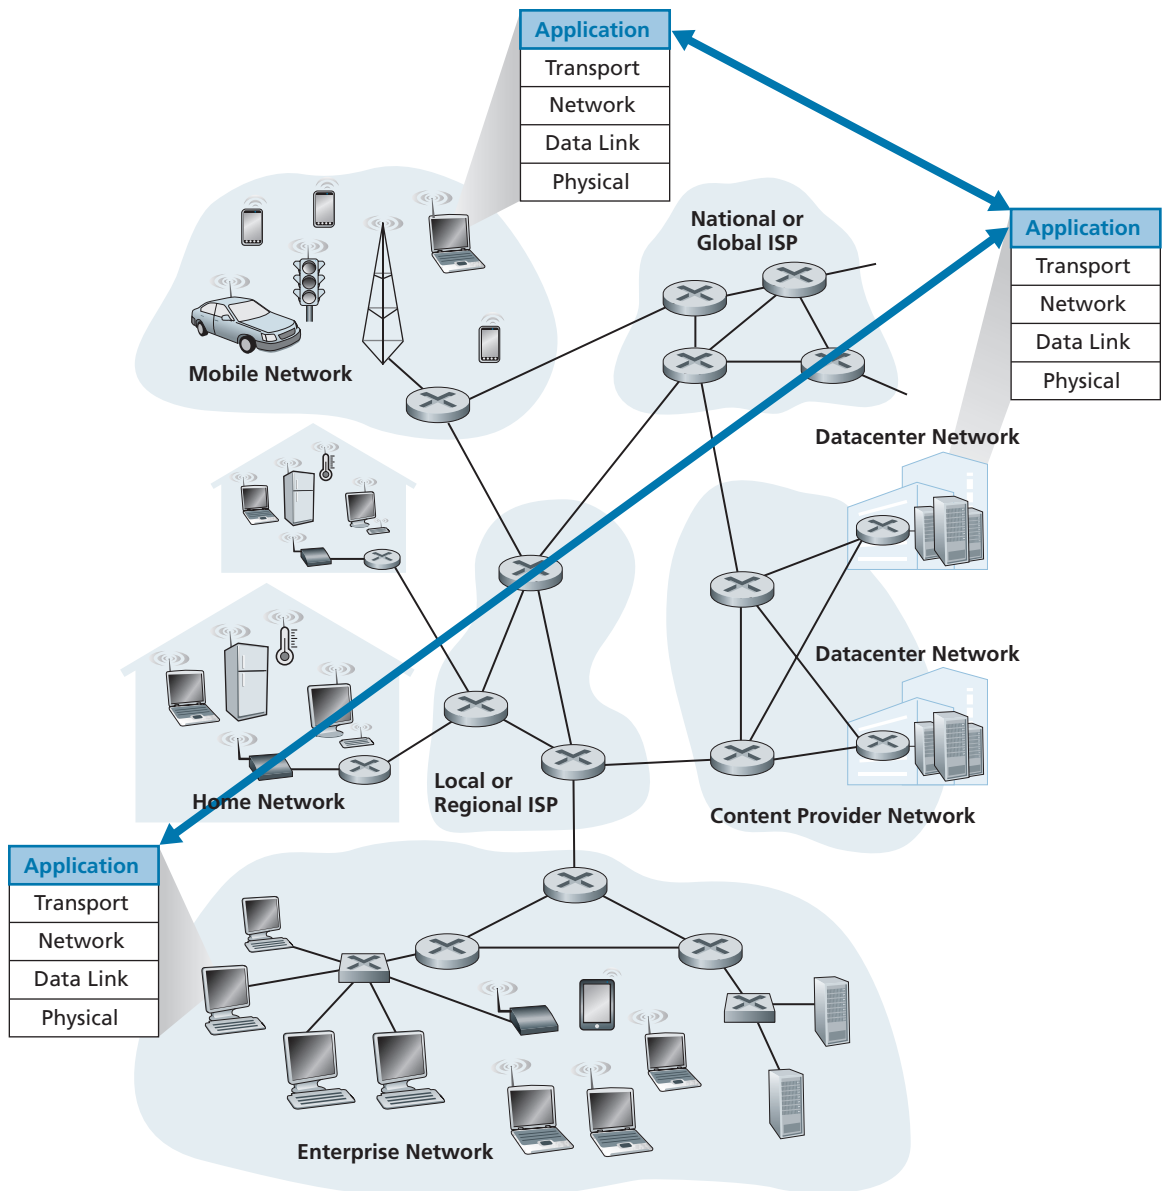 Application
Transport
Network
Data Link
Physical
National or
Global ISP
Application
Transport
Network
Data Link
Physical
Mobile Network
Datacenter Network
Datacenter Network
Home Network
Local or
Regional ISP
Content Provider Network
Application
Transport
Network
Data Link
Physical
Enterprise Network